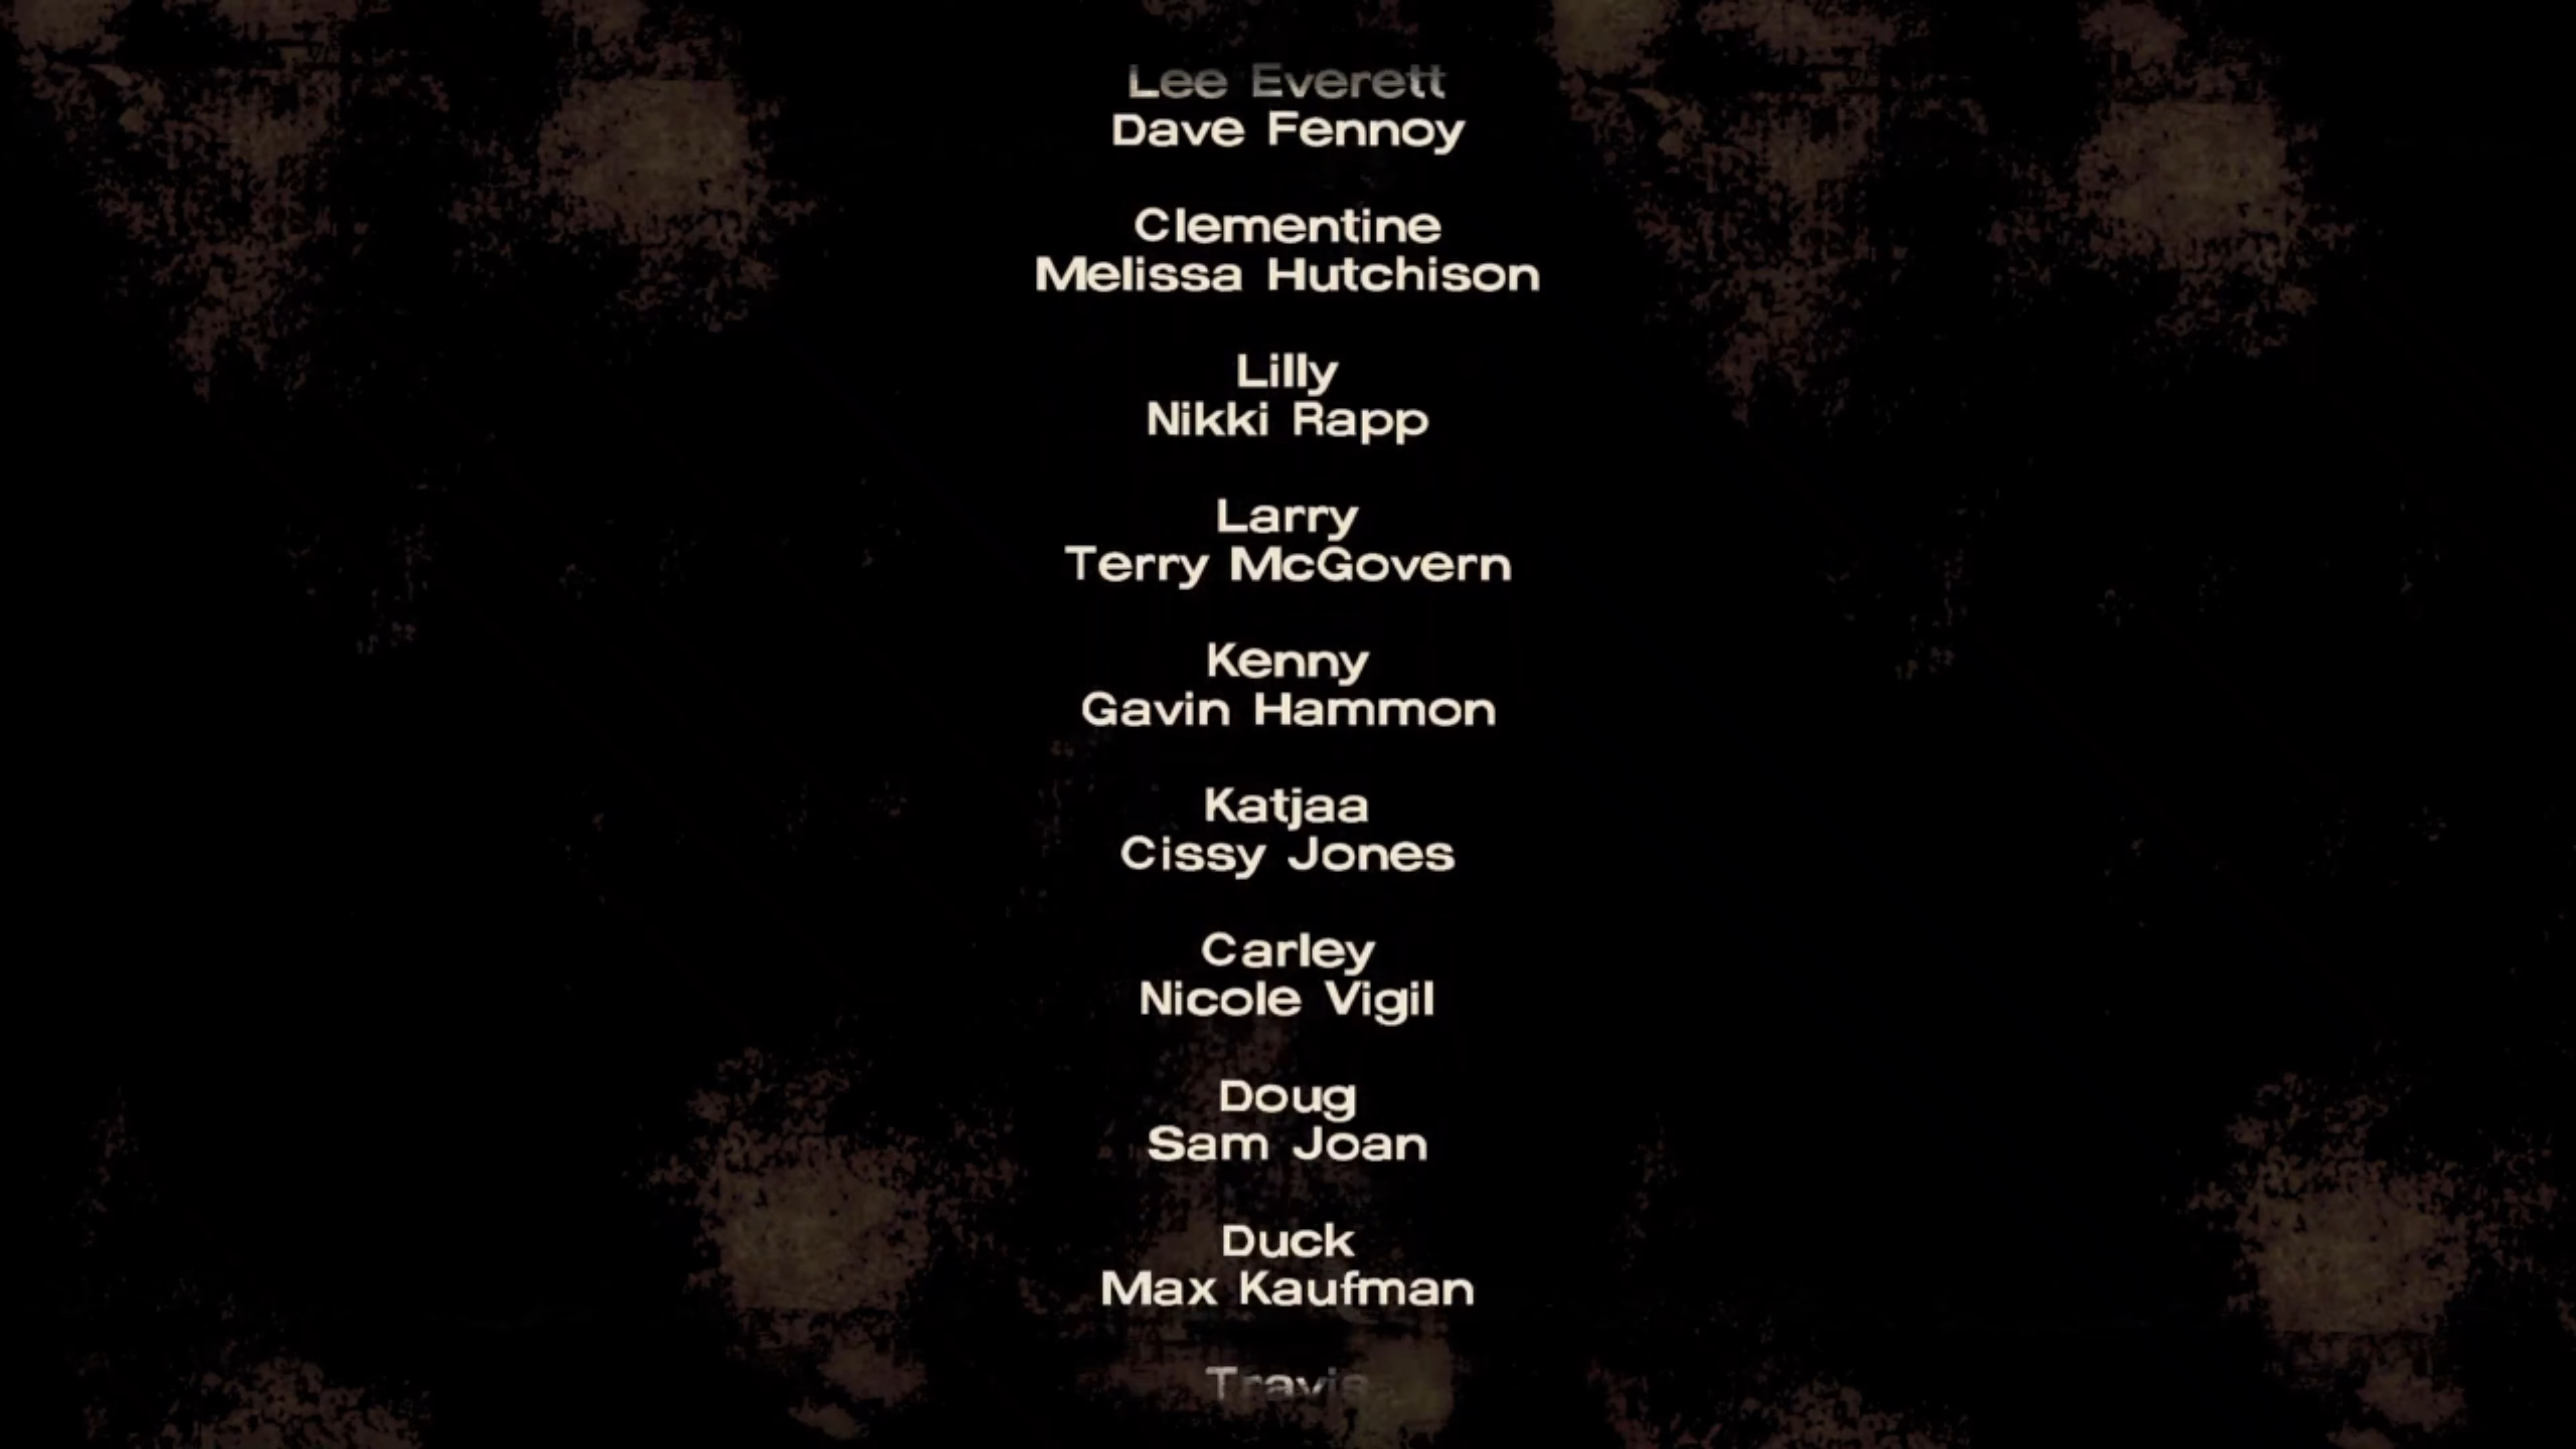 Lee Everett
Dave Fennoy
Clementine
Melissa Hutchison
Lilly
Nikki Rapp
Larry
Terry McGovern
Kenny
Gavin Hammon
Katjaa
Cissy Jones
Carley
Nicole Vigil
Doug
Sam Joan
Duck
Max Kaufman
Travis